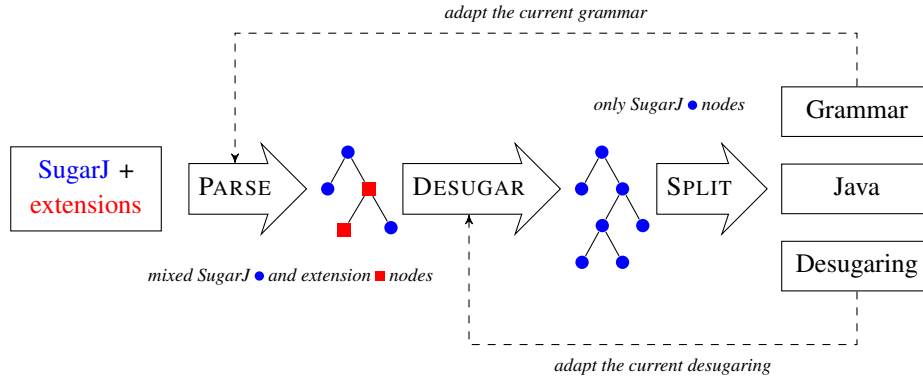 adapt the current grammar
only SugarJ nodes
Grammar
SugarJ +
extensions
PARSE
DESUGAR
SPLIT
Java
mixed SugarJ and extension nodes
Desugaring
adapt the current desugaring